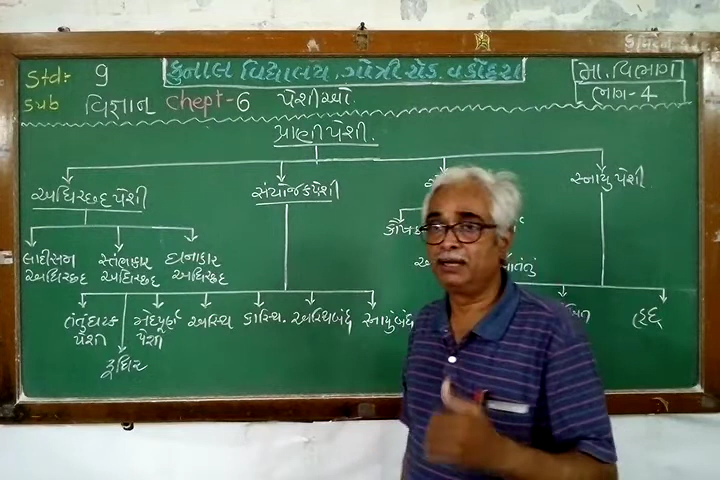 Std: 9 કુનાલ વિદ્યાલય ગોત્રી રોડ વડોદરા મા. વિભાગ
Sub વિજ્ઞાન chept-6 પેશીઓ ભાગ-4
પ્રાણી પેશી.
અધિચ્છદ પેશી સંયોજક પેશી સ્નાયુ પેશી
લાદીસમ અધિચ્છદ
સ્તંભાકાર અધિચ્છદ
ઘનાકાર અધિચ્છદ
તંતુઘટક પેશી
મેદપૂર્ણ પેશી
અસ્થિ કાસ્થિ. અસ્થિબંધ સ્નાયુબંધ
હૃદ
રૂધિર